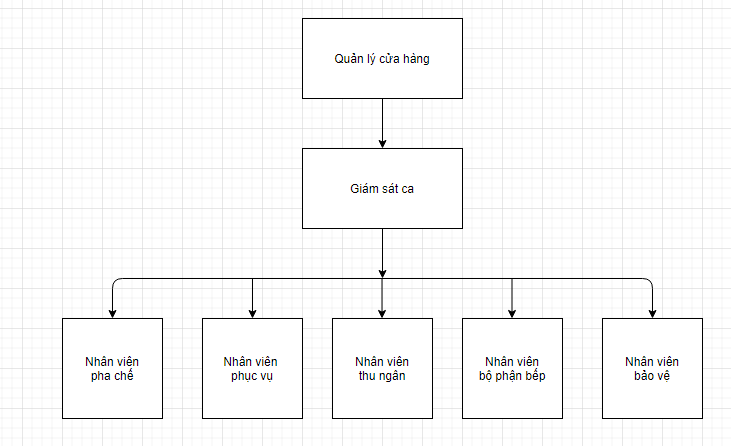 Quản lý cửa hàng
Giám sát ca
Nhân viên
pha chế
Nhân viên
phục vụ
Nhân viên
thu ngân
Nhân viên
bộ phận bếp
Nhân viên
bảo vệ